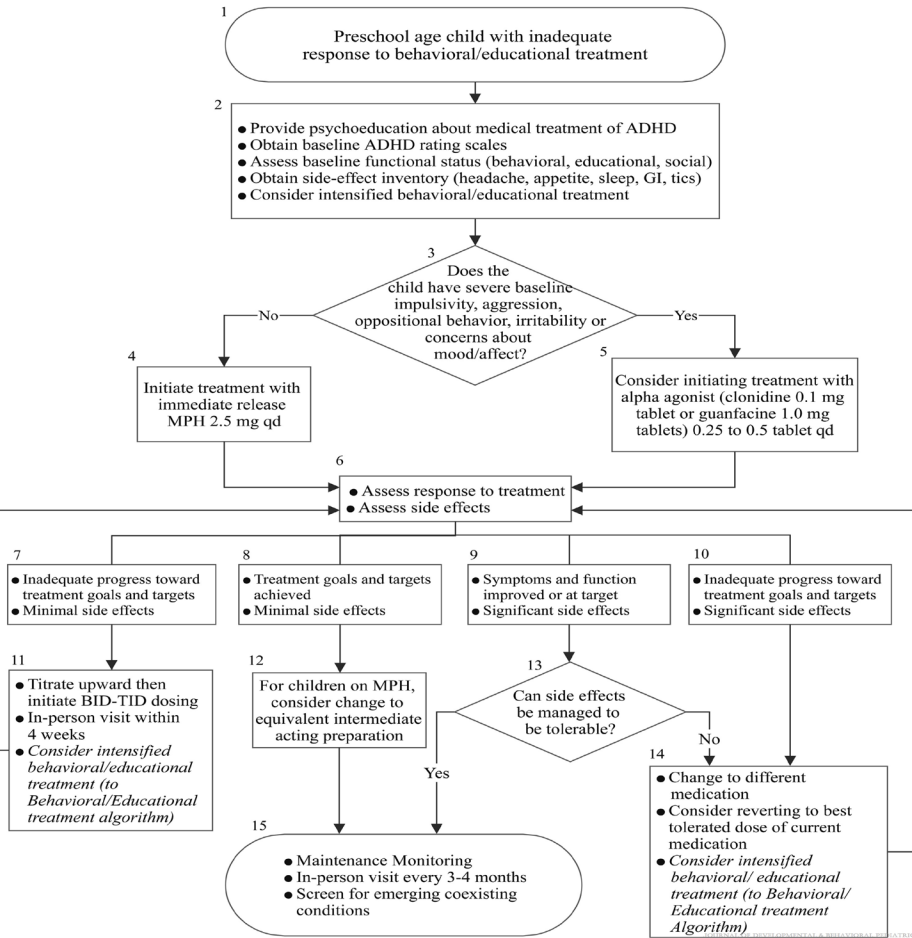 1
Preschool age child with inadequate
response to behavioral/educational treatment
2
● Provide psychoeducation about medical treatment of ADHD
● Obtain baseline ADHD rating scales
● Assess baseline functional status (behavioral, educational, social)
● Obtain side-effect inventory (headache, appetite, sleep, GI, tics)
● Consider intensified behavioral/educational treatment
3
Does the
child have severe baseline
impulsivity, aggression,
oppositional behavior, irritability or
concerns about
mood/affect?
No
Yes
4
Initiate treatment with
immediate release
MPH 2.5 mg qd
5
Consider initiating treatment with
alpha agonist (clonidine 0.1 mg
tablet or guanfacine 1.0 mg
tablets) 0.25 to 0.5 tablet qd
6
● Assess response to treatment
● Assess side effects
7
● Inadequate progress toward
treatment goals and targets
● Minimal side effects
8
● Treatment goals and targets
achieved
● Minimal side effects
9
● Symptoms and function
improved or at target
● Significant side effects
10
● Inadequate progress toward
treatment goals and targets
● Significant side effects
11
● Titrate upward then
initiate BID-TID dosing
● In-person visit within
4 weeks
● Consider intensified
behavioral/educational
treatment (to
Behavioral/Educational
treatment algorithm)
12
For children on MPH,
consider change to
equivalent intermediate
acting preparation
13
Can side effects
be managed to
be tolerable?
Yes
No
14
● Change to different
medication
● Consider reverting to best
tolerated dose of current
medication
● Consider intensified
behavioral/ educational
treatment (to Behavioral/
Educational treatment
Algorithm)
15
● Maintenance Monitoring
● In-person visit every 3-4 months
● Screen for emerging coexisting
conditions
JOURNAL OF DEVELOPMENTAL & BEHAVIORAL PEDIATRIC